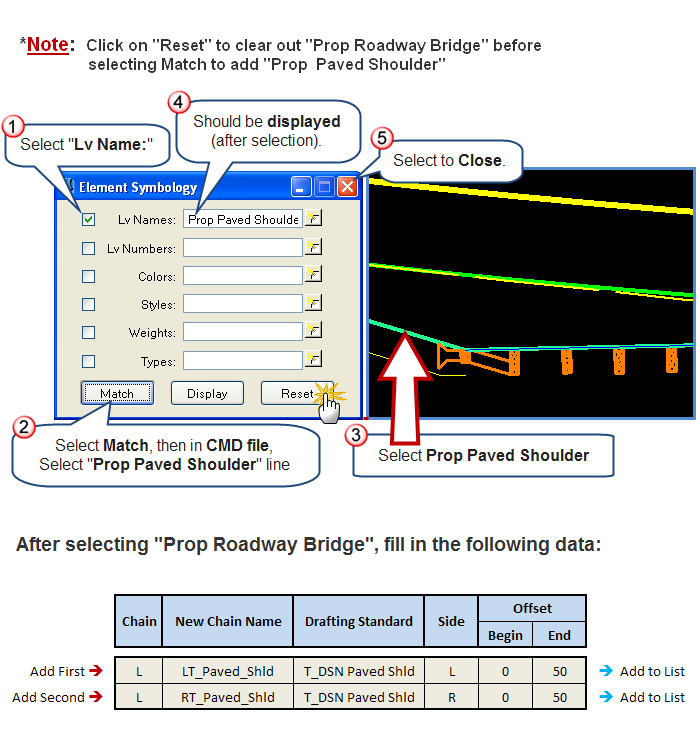 *Note: Click on "Reset" to clear out "Prop Roadway Bridge" before
selecting Match to add "Prop Paved Shoulder"
1
Select "Lv Name:"
4
Should be displayed
(after selection).
5
Select to Close.
Element Symbology
Lv Names: Prop Paved Shoulde
Lv Numbers:
Colors:
Styles:
Weights:
Types:
Match Display Reset
2
Select Match, then in CMD file,
Select "Prop Paved Shoulder" line
3
Select Prop Paved Shoulder
After selecting "Prop Roadway Bridge", fill in the following data:
Chain New Chain Name Drafting Standard Side Offset
Begin End
Add First L LT_Paved_Shld T_DSN Paved Shld L 0 50 Add to List
Add Second L RT_Paved_Shld T_DSN Paved Shld R 0 50 Add to List